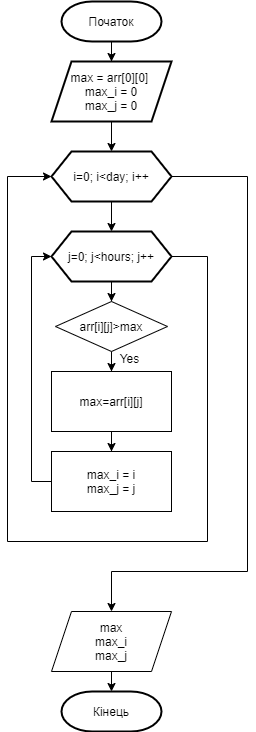 Початок
max = arr[0][0]
max_i = 0
max_j = 0
i=0; i<day; i++
j=0; j<hours; j++
arr[i][j]>max
Yes
max=arr[i][j]
max_i = i
max_j = j
max
max_i
max_j
Кінець